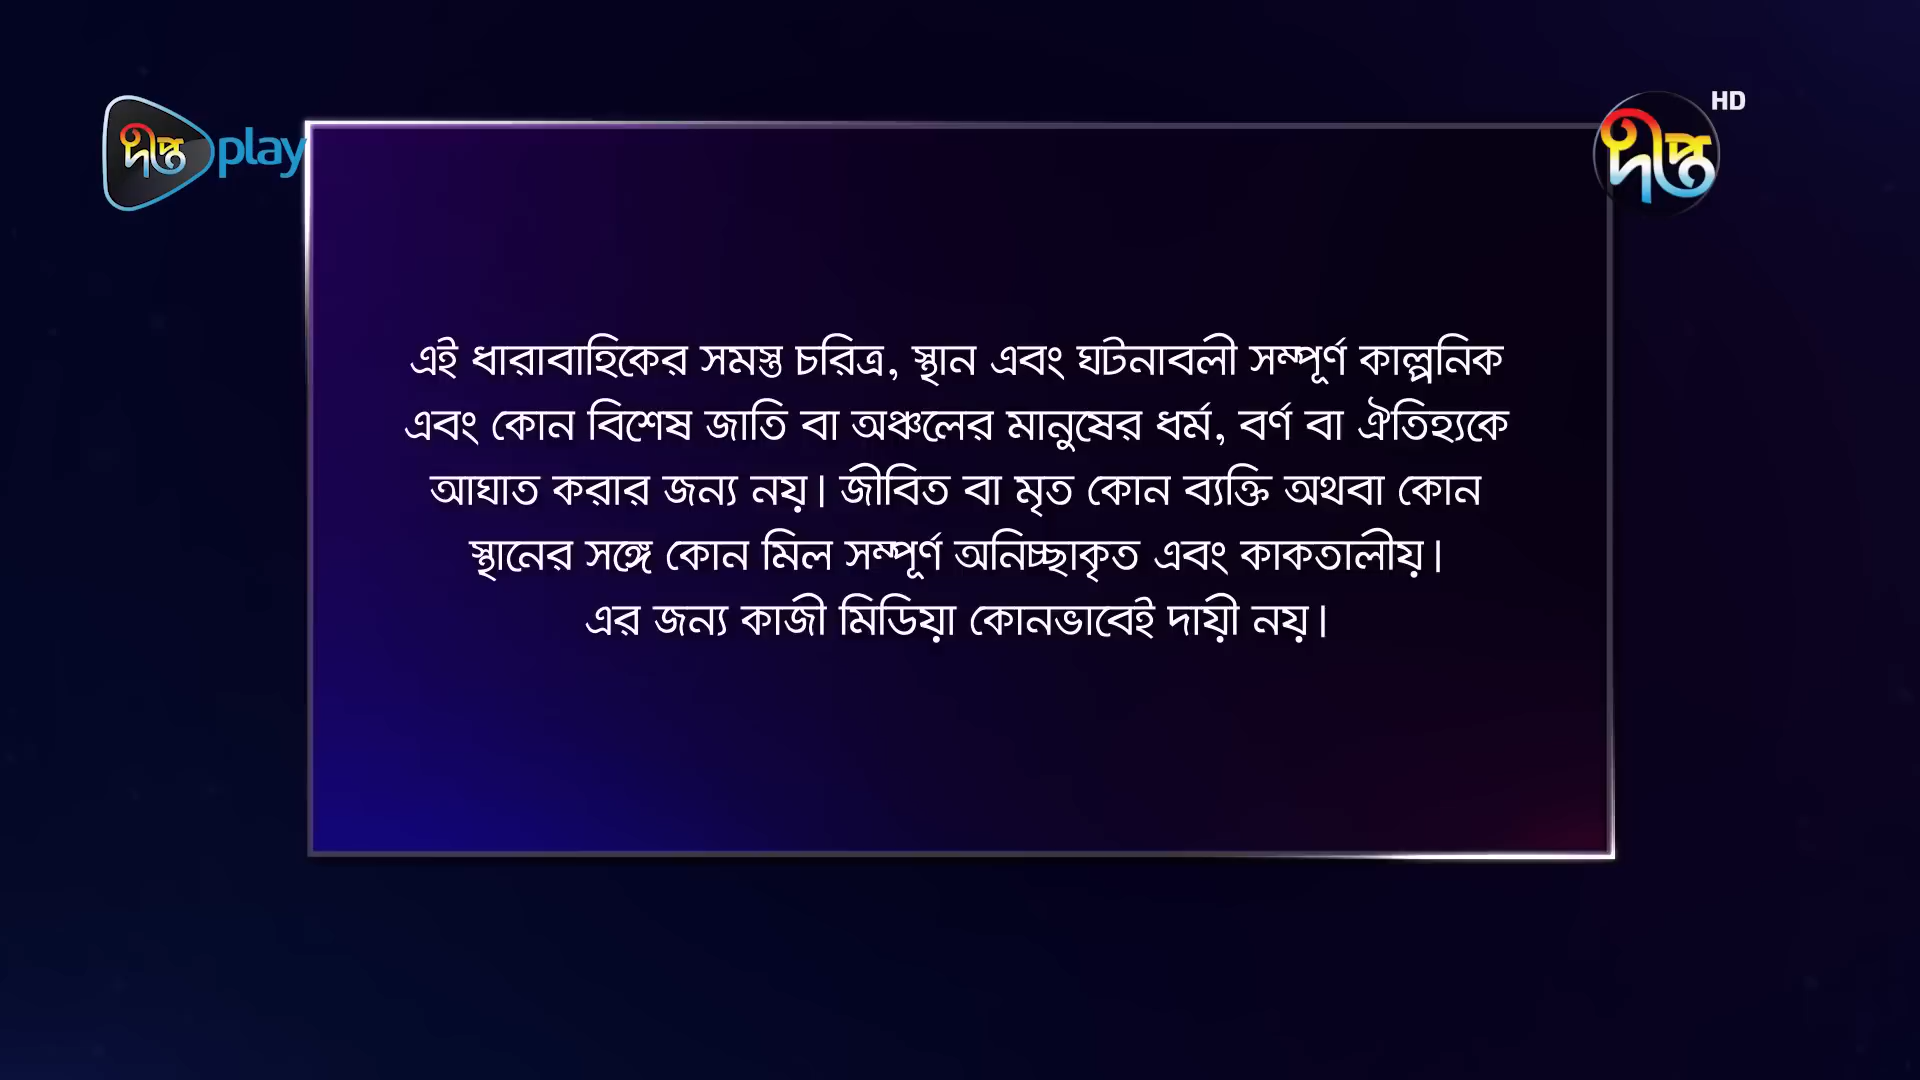 দীপ্ত play
দীপ্ত HD
এই ধারাবাহিকের সমস্ত চরিত্র, স্থান এবং ঘটনাবলী সম্পূর্ণ কাল্পনিক
এবং কোন বিশেষ জাতি বা অঞ্চলের মানুষের ধর্ম, বর্ণ বা ঐতিহ্যকে
আঘাত করার জন্য নয়। জীবিত বা মৃত কোন ব্যক্তি অথবা কোন
স্থানের সঙ্গে কোন মিল সম্পূর্ণ অনিচ্ছাকৃত এবং কাকতালীয়।
এর জন্য কাজী মিডিয়া কোনভাবেই দায়ী নয়।